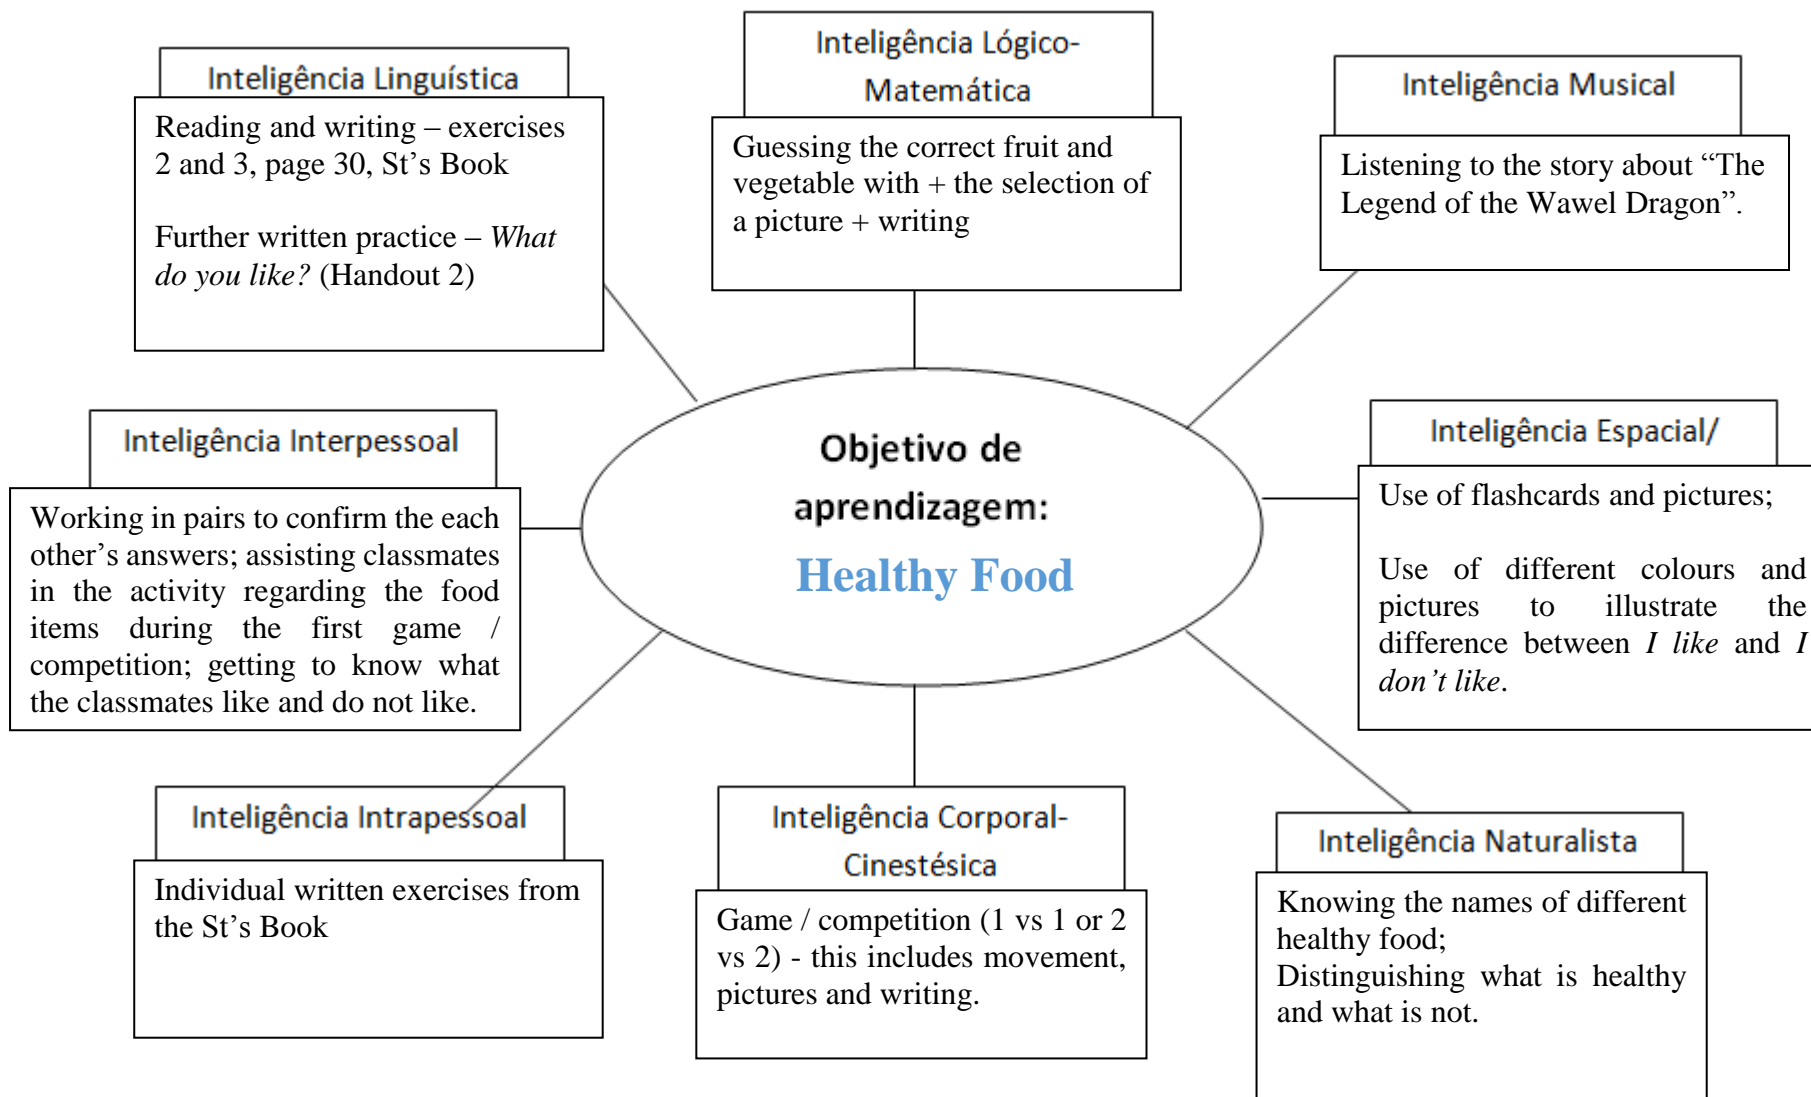 Inteligência Linguística
Reading and writing – exercises
2 and 3, page 30, St’s Book
Further written practice – What
do you like? (Handout 2)
Inteligência Lógico-
Matemática
Guessing the correct fruit and
vegetable with + the selection of
a picture + writing
Inteligência Musical
Listening to the story about “The
Legend of the Wawel Dragon”.
Inteligência Interpessoal
Working in pairs to confirm the each
other’s answers; assisting classmates
in the activity regarding the food
items during the first game /
competition; getting to know what
the classmates like and do not like.
Objetivo de
aprendizagem:
Healthy Food
Inteligência Espacial/
Use of flashcards and pictures;
Use of different colours and
pictures to illustrate the
difference between I like and I
don’t like.
Inteligência Intrapessoal
Individual written exercises from
the St’s Book
Inteligência Corporal-
Cinestésica
Game / competition (1 vs 1 or 2
vs 2) - this includes movement,
pictures and writing.
Inteligência Naturalista
Knowing the names of different
healthy food;
Distinguishing what is healthy
and what is not.